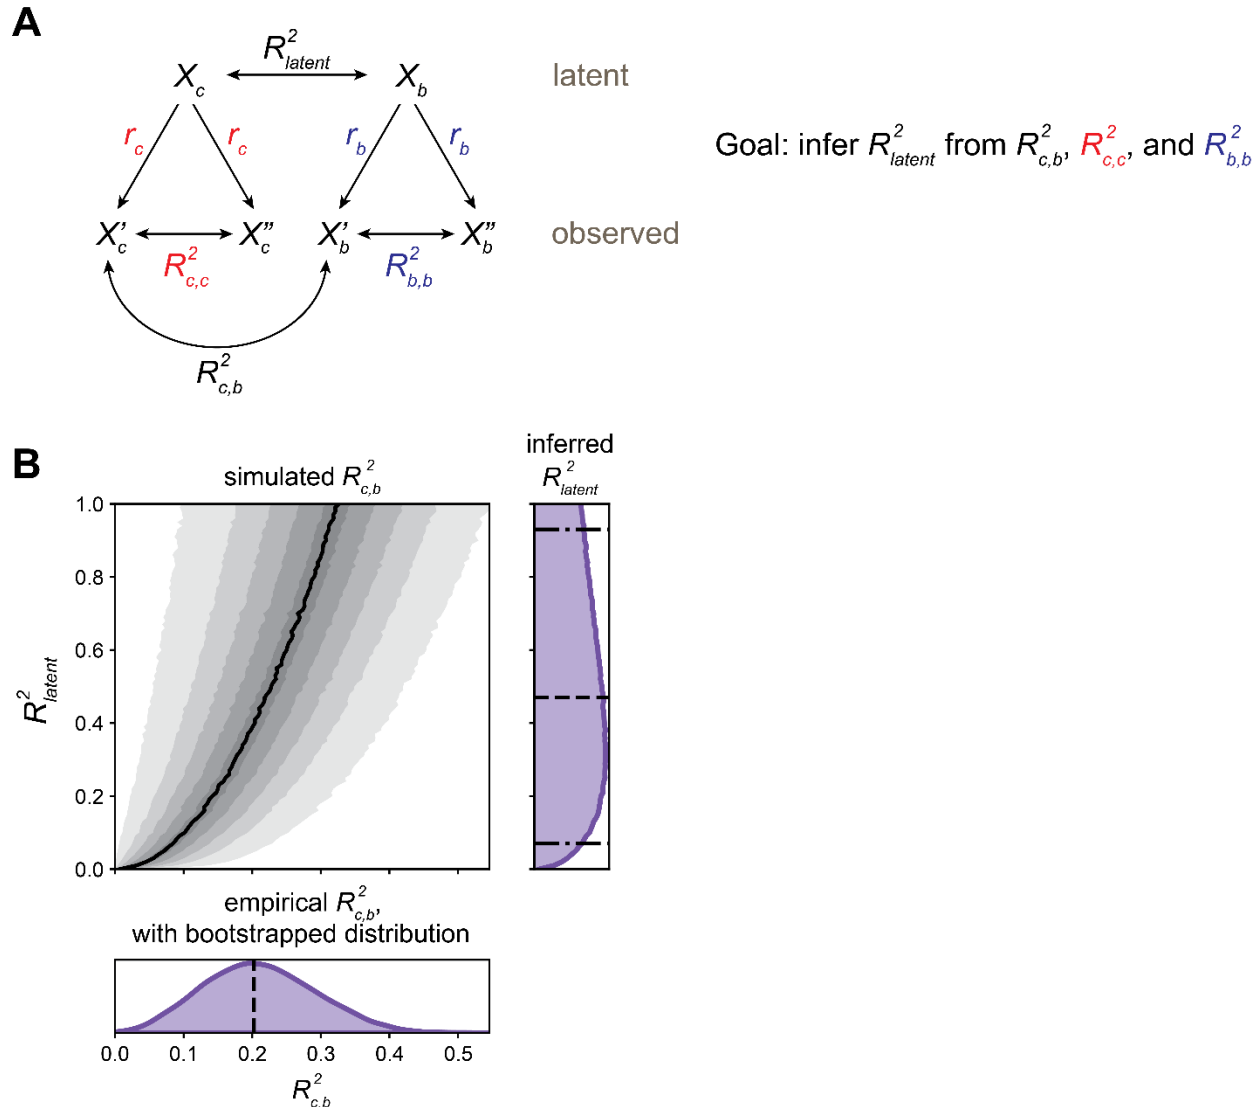 A
R²latent
Xc Xb latent
rc rc rb rb
Goal: infer R²latent from R²c,b, R²c,c, and R²b,b
X'c X''c X'b X''b observed
R²c,c R²b,b
R²c,b
B
simulated R²c,b
inferred
R²latent
1.0
0.8
0.6
0.4
0.2
0.0
R²latent
empirical R²c,b,
with bootstrapped distribution
0.0 0.1 0.2 0.3 0.4 0.5
R²c,b